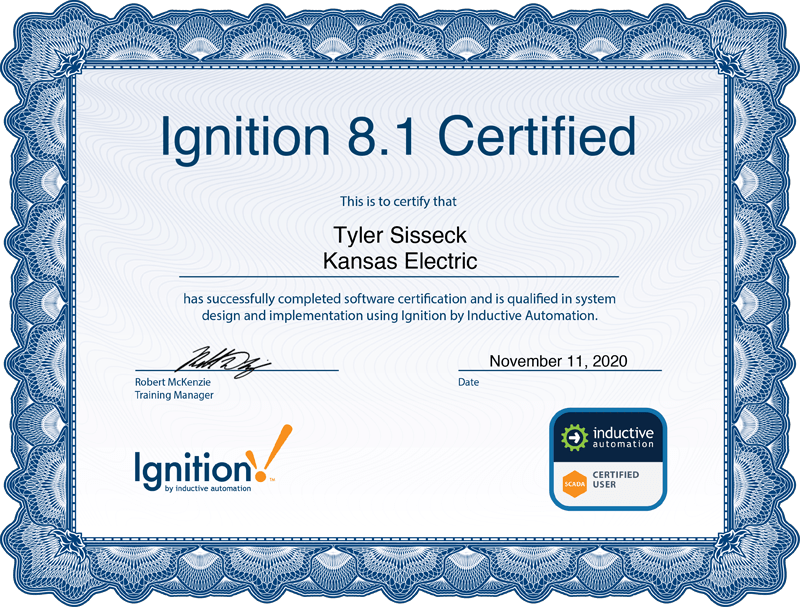 Ignition 8.1 Certified
This is to certify that
Tyler Sisseck
Kansas Electric
has successfully completed software certification and is qualified in system
design and implementation using Ignition by Inductive Automation.
November 11, 2020
Robert McKenzie
Date
Training Manager
Ignition!™
by inductive automation
inductive
automation
SCADA
CERTIFIED
USER